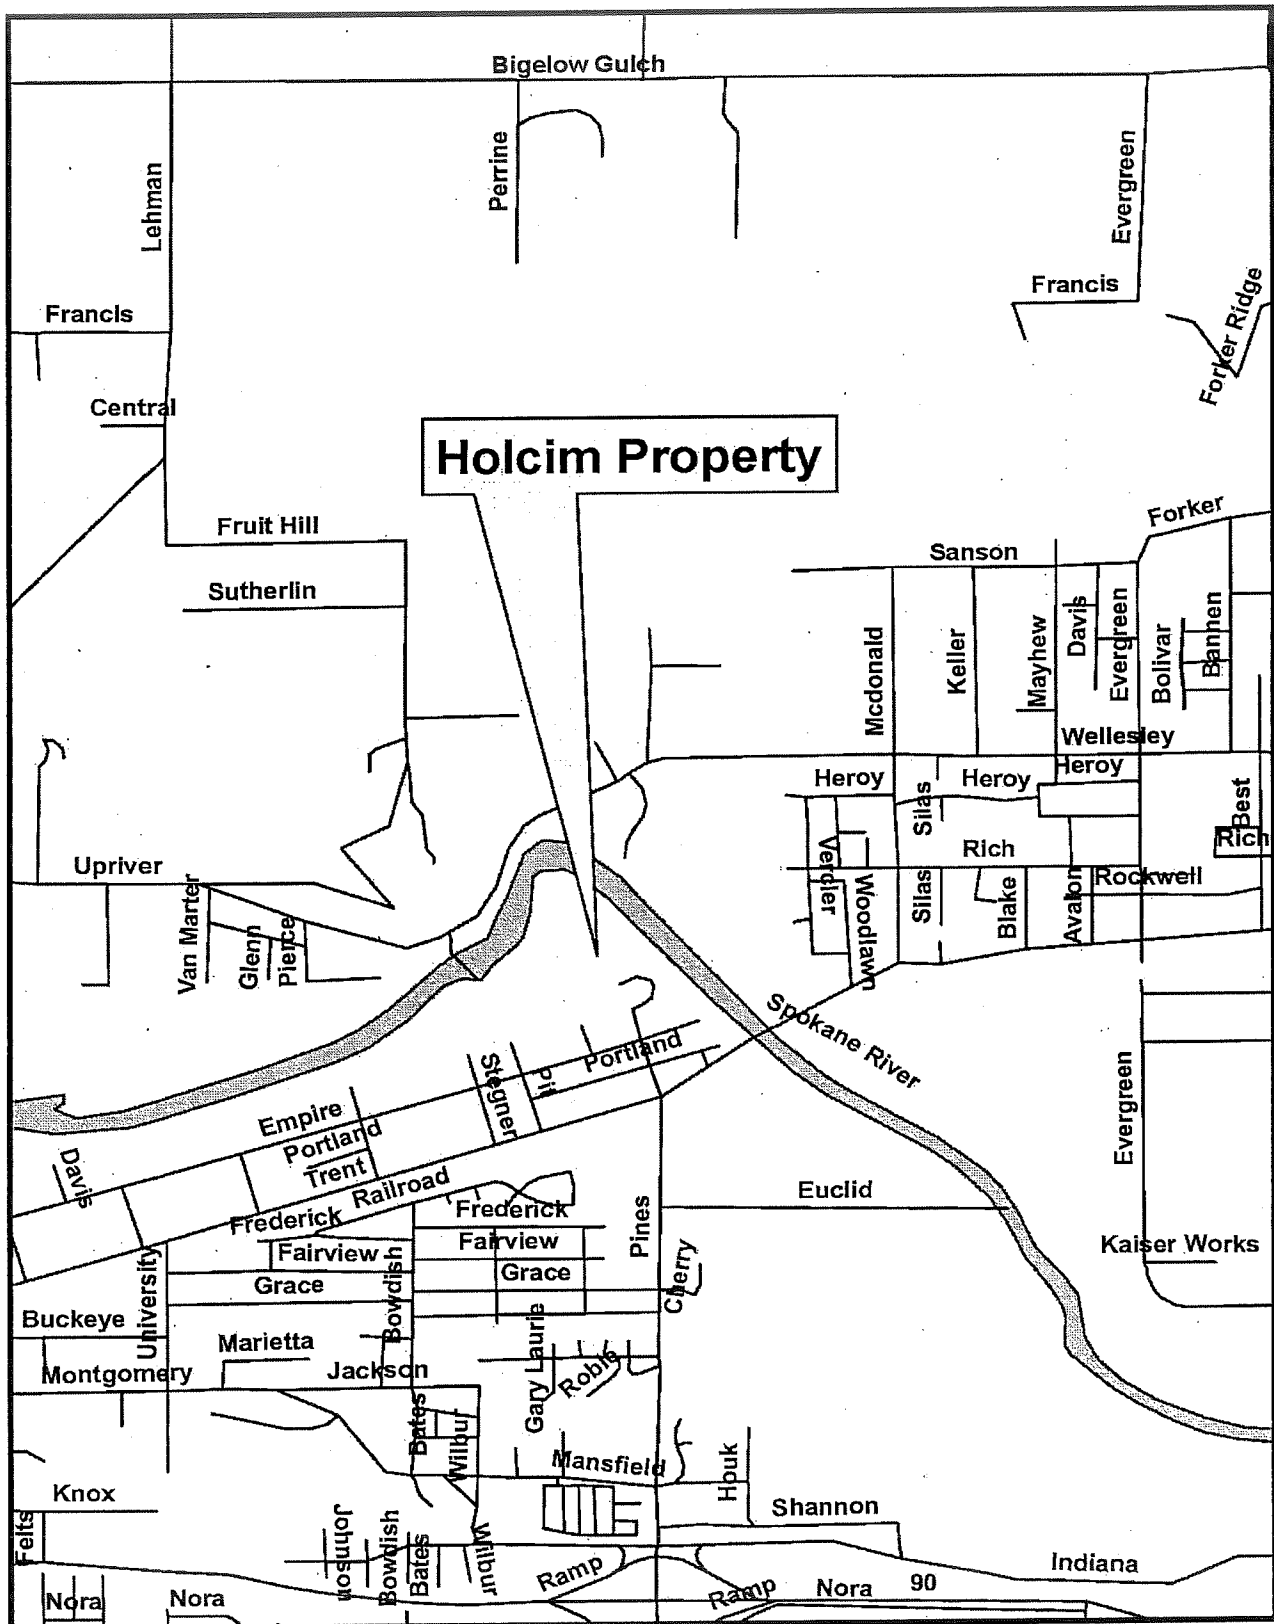 Bigelow Gulch
Lehman
Perrine
Evergreen
Francis
Francis
Forker Ridge
Central
Holcim Property
Fruit Hill
Forker
Sanson
Sutherlin
Mcdonald
Keller
Mayhew
Davis
Evergreen
Bolivar
Bannen
Wellesley
Heroy
Heroy
Heroy
Silas
Best
Rich
Rich
Upriver
Vercler
Woodlawn
Silas
Blake
Avalon
Rockwell
Van Marter
Glenn
Pierce
Spokane River
Portland
Stegner
Pit
Empire
Portland
Trent
Railroad
Davis
Evergreen
Euclid
Frederick
Frederick
Fairview
Fairview
Pines
Kaiser Works
University
Grace
Grace
Bowdish
Cherry
Buckeye
Marietta
Gary Laurie
Montgomery
Jackson
Roble
Bates
Wilbur
Mansfield
Houk
Knox
Shannon
Felts
Johnson
Bowdish
Bates
Wilbur
Ramp
Indiana
Ramp
Nora
90
Nora
Nora